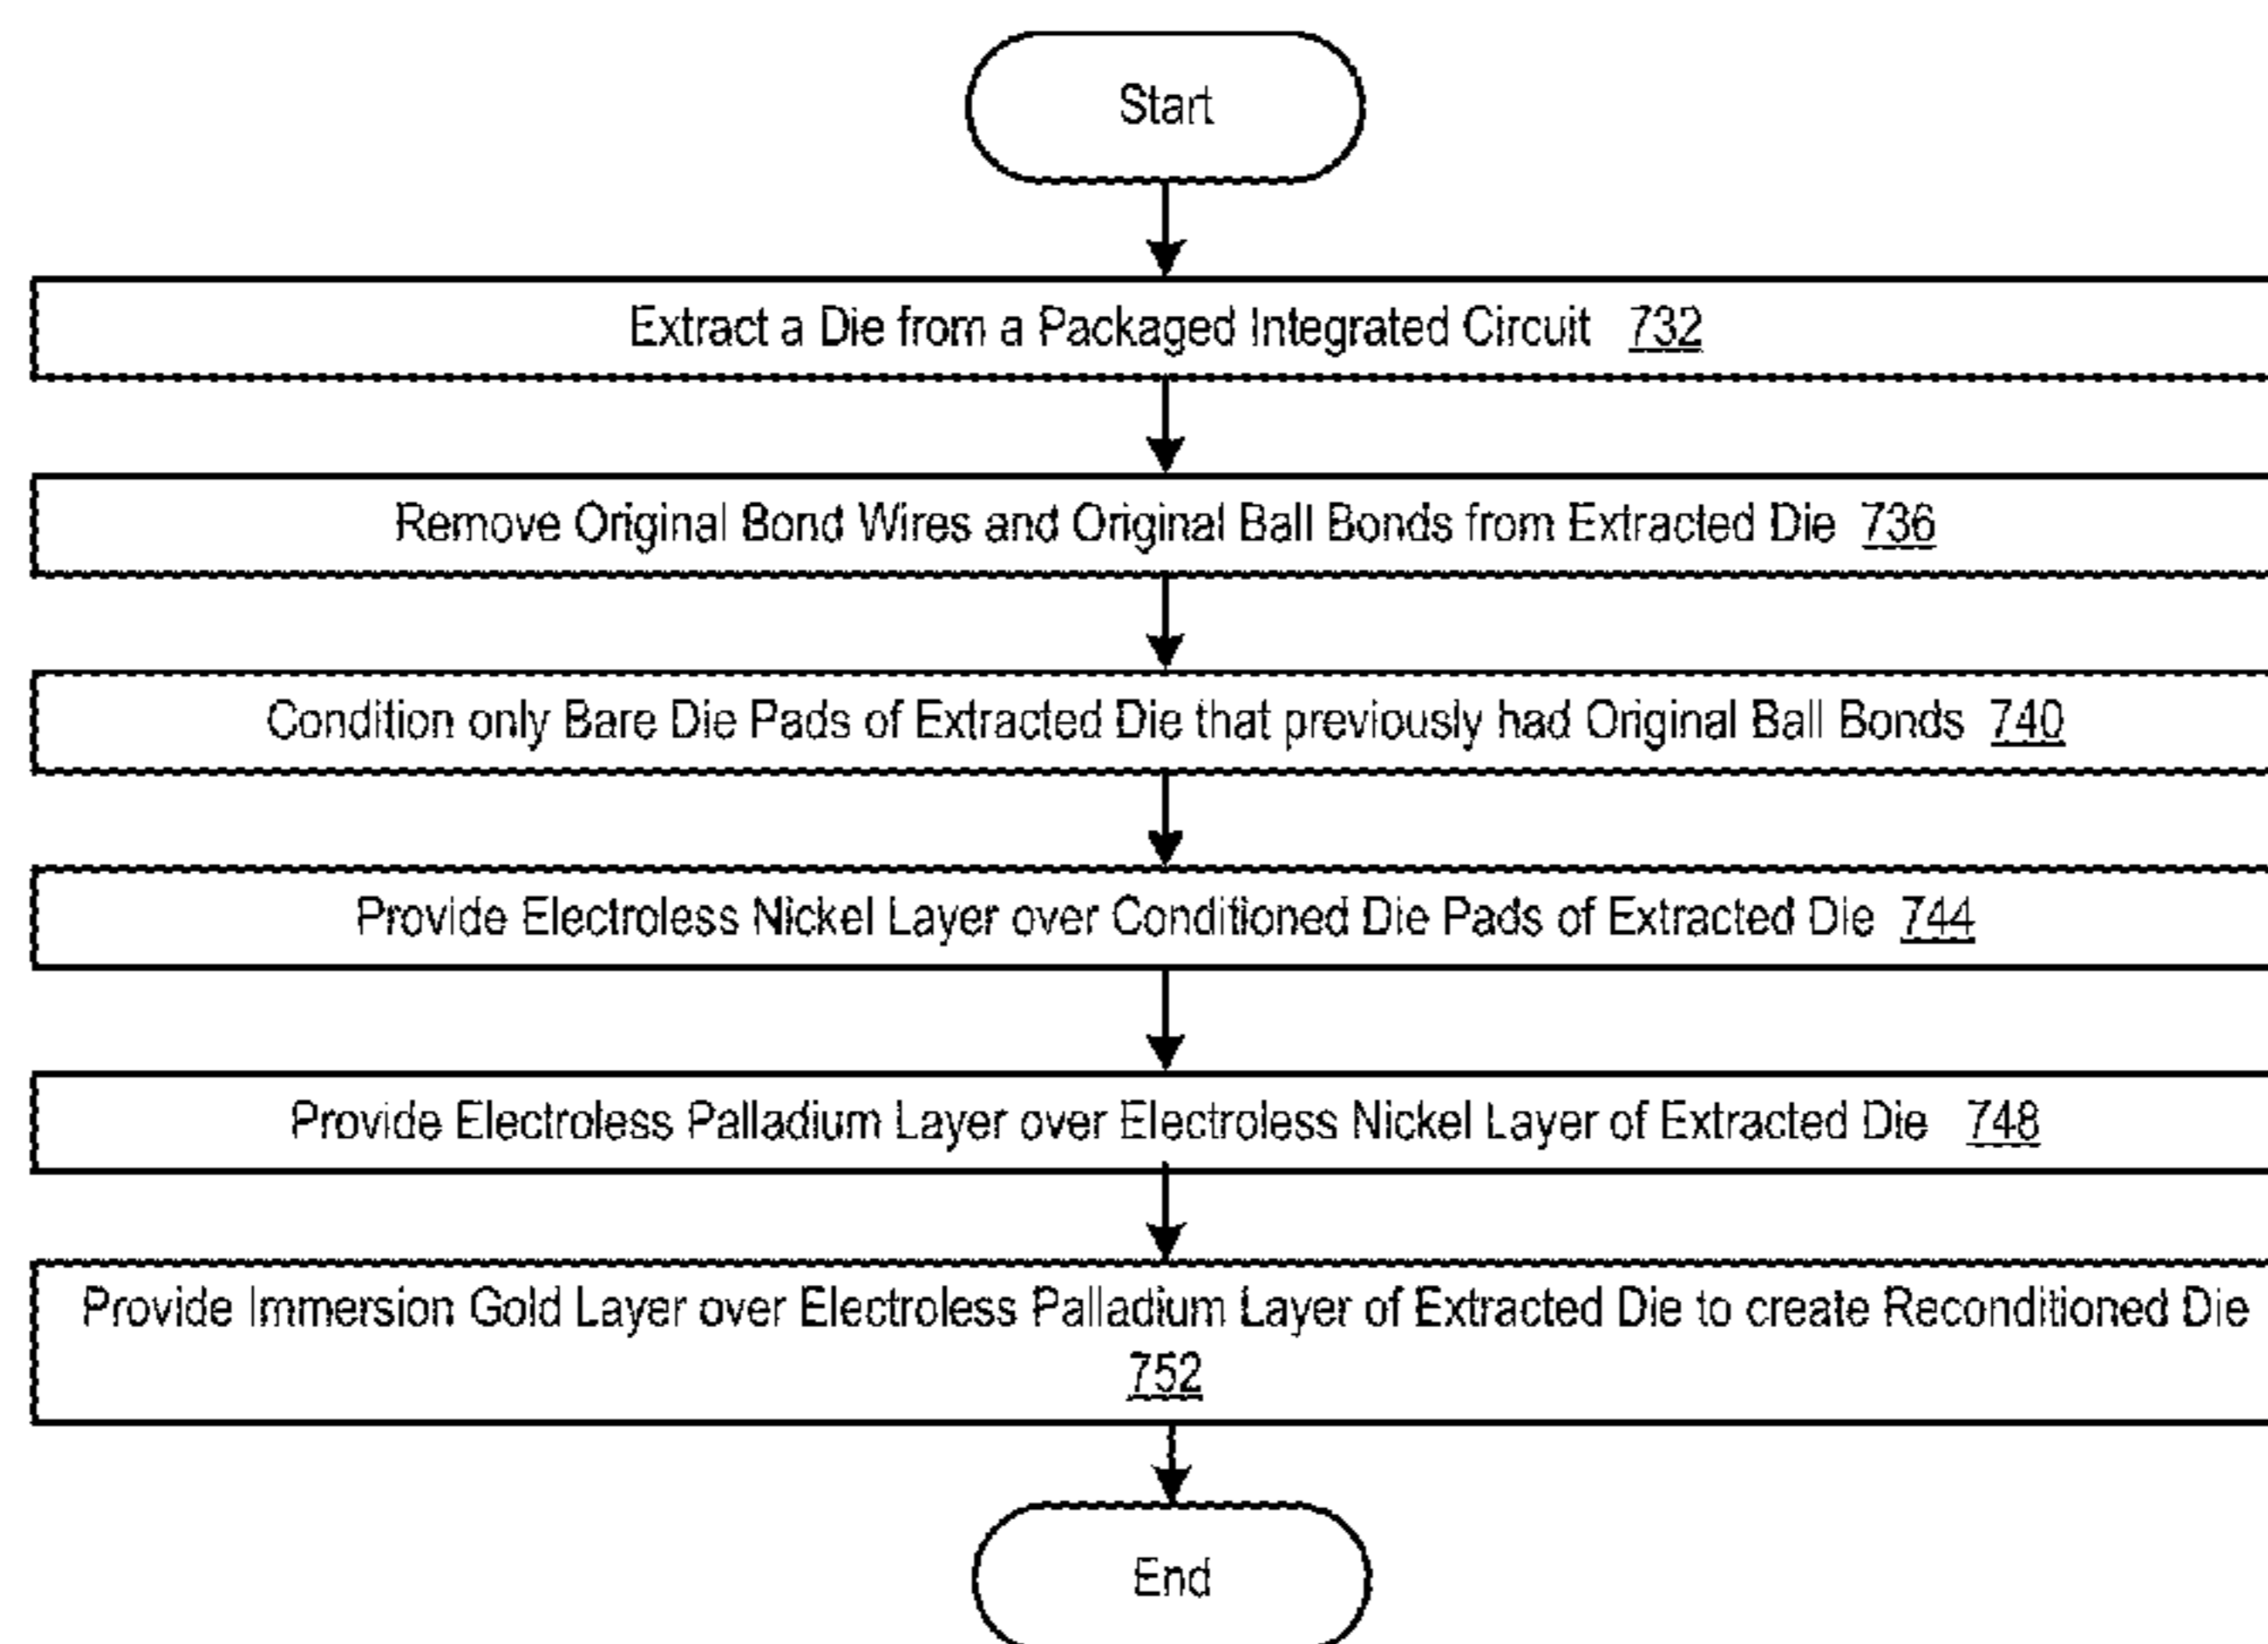 Start
Extract a Die from a Packaged Integrated Circuit 732
Remove Original Bond Wires and Original Ball Bonds from Extracted Die 736
Condition only Bare Die Pads of Extracted Die that previously had Original Ball Bonds 740
Provide Electroless Nickel Layer over Conditioned Die Pads of Extracted Die 744
Provide Electroless Palladium Layer over Electroless Nickel Layer of Extracted Die 748
Provide Immersion Gold Layer over Electroless Palladium Layer of Extracted Die to create Reconditioned Die
752
End